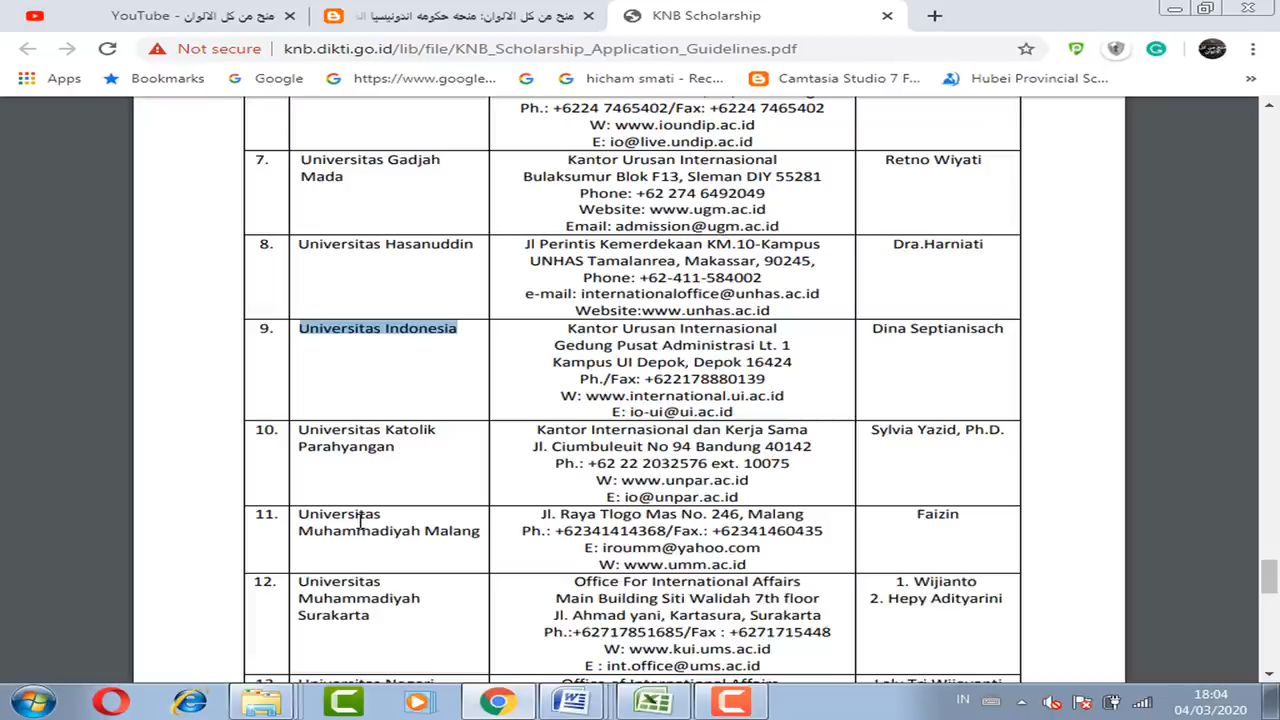 منح من كل الالوان - YouTube
منح من كل الالوان: منحه حكومه اندونيسيا ال
KNB Scholarship
Not secure
knb.dikti.go.id/lib/file/KNB_Scholarship_Application_Guidelines.pdf
Apps
Bookmarks
Google
https://www.google...
hicham smati - Rec...
Camtasia Studio 7 F...
Hubei Provincial Sc...
»
Ph.: +6224 7465402/Fax: +6224 7465402
W: www.ioundip.ac.id
E: io@live.undip.ac.id
7.
Universitas Gadjah
Mada
Kantor Urusan Internasional
Bulaksumur Blok F13, Sleman DIY 55281
Phone: +62 274 6492049
Website: www.ugm.ac.id
Email: admission@ugm.ac.id
Retno Wiyati
8.
Universitas Hasanuddin
Jl Perintis Kemerdekaan KM.10-Kampus
UNHAS Tamalanrea, Makassar, 90245,
Phone: +62-411-584002
e-mail: internationaloffice@unhas.ac.id
Website:www.unhas.ac.id
Dra.Harniati
9.
Universitas Indonesia
Kantor Urusan Internasional
Gedung Pusat Administrasi Lt. 1
Kampus UI Depok, Depok 16424
Ph./Fax: +622178880139
W: www.international.ui.ac.id
E: io-ui@ui.ac.id
Dina Septianisach
10.
Universitas Katolik
Parahyangan
Kantor Internasional dan Kerja Sama
Jl. Ciumbuleuit No 94 Bandung 40142
Ph.: +62 22 2032576 ext. 10075
W: www.unpar.ac.id
E: io@unpar.ac.id
Sylvia Yazid, Ph.D.
11.
Universitas
Muhammadiyah Malang
Jl. Raya Tlogo Mas No. 246, Malang
Ph.: +62341414368/Fax.: +62341460435
E: iroumm@yahoo.com
W: www.umm.ac.id
Faizin
12.
Universitas
Muhammadiyah
Surakarta
Office For International Affairs
Main Building Siti Walidah 7th floor
Jl. Ahmad yani, Kartasura, Surakarta
Ph.:+62717851685/Fax : +6271715448
W: www.kui.ums.ac.id
E : int.office@ums.ac.id
1. Wijianto
2. Hepy Adityarini
IN
18:04
04/03/2020